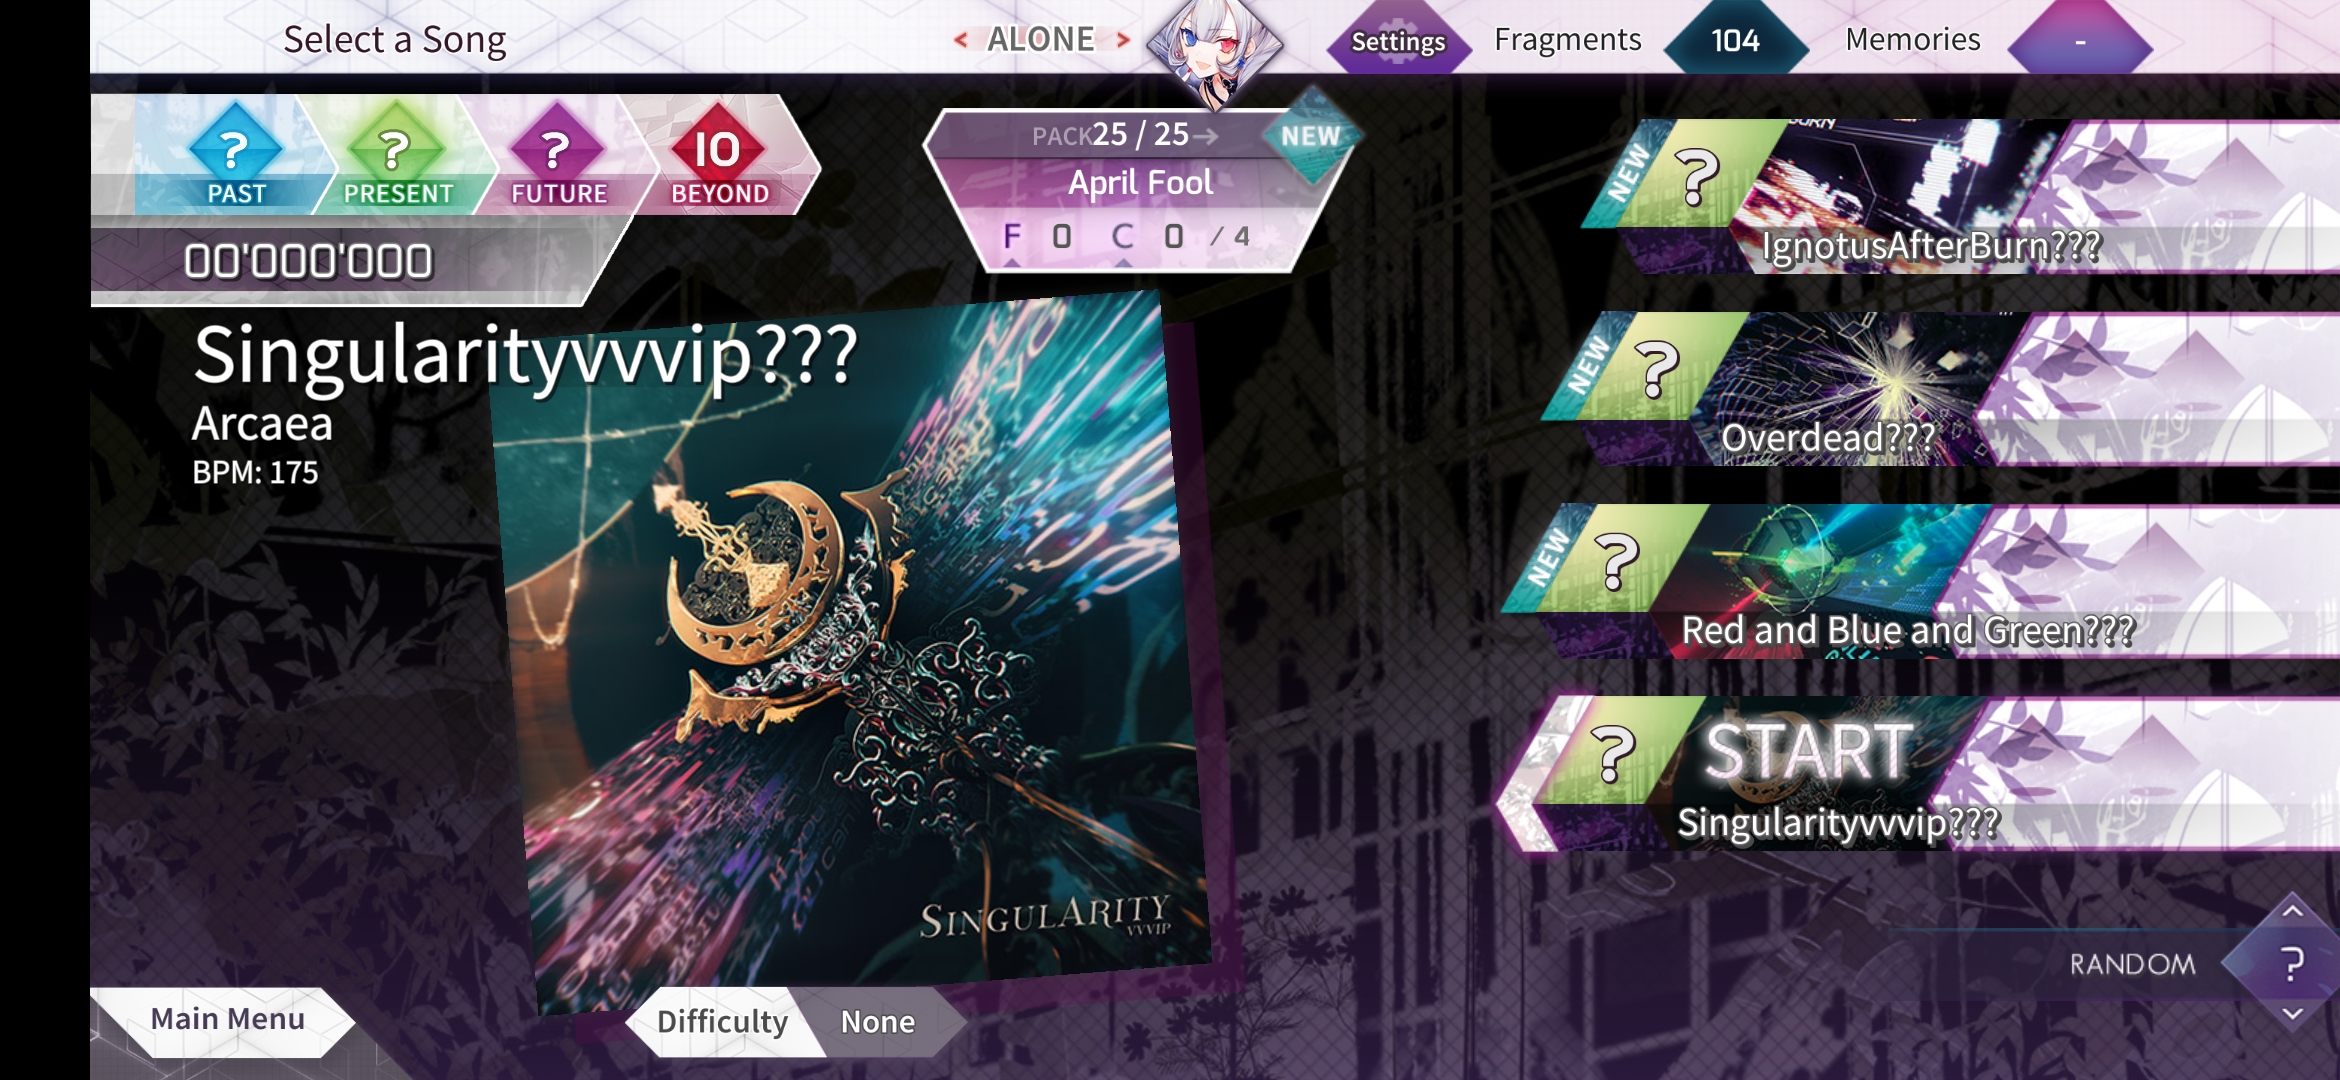 Select a Song
< ALONE >
Settings
Fragments
104
Memories
-
?
PAST
?
PRESENT
?
FUTURE
10
BEYOND
00'000'000
PACK 25 / 25→
NEW
April Fool
F 0 C 0 / 4
Singularityvvvip???
Arcaea
BPM: 175
SINGULARITY
VVVIP
NEW
?
IgnotusAfterBurn???
NEW
?
Overdead???
NEW
?
Red and Blue and Green???
?
START
Singularityvvvip???
RANDOM
?
Main Menu
Difficulty None